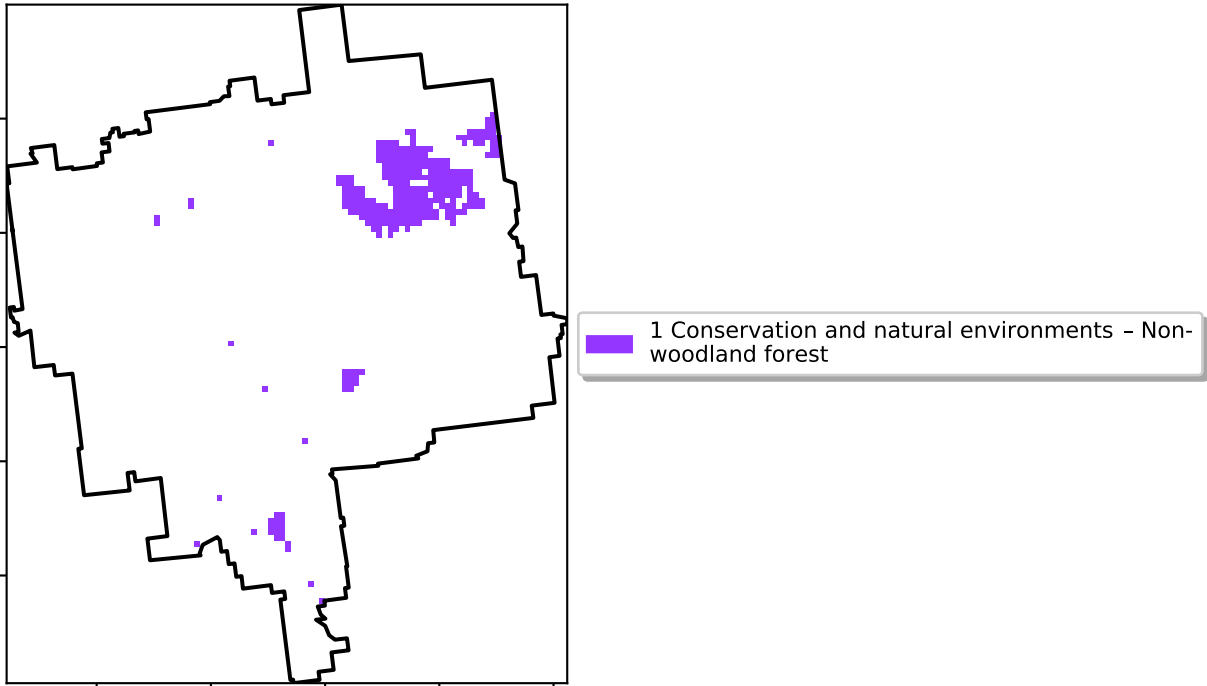 1 Conservation and natural environments – Non-
woodland forest